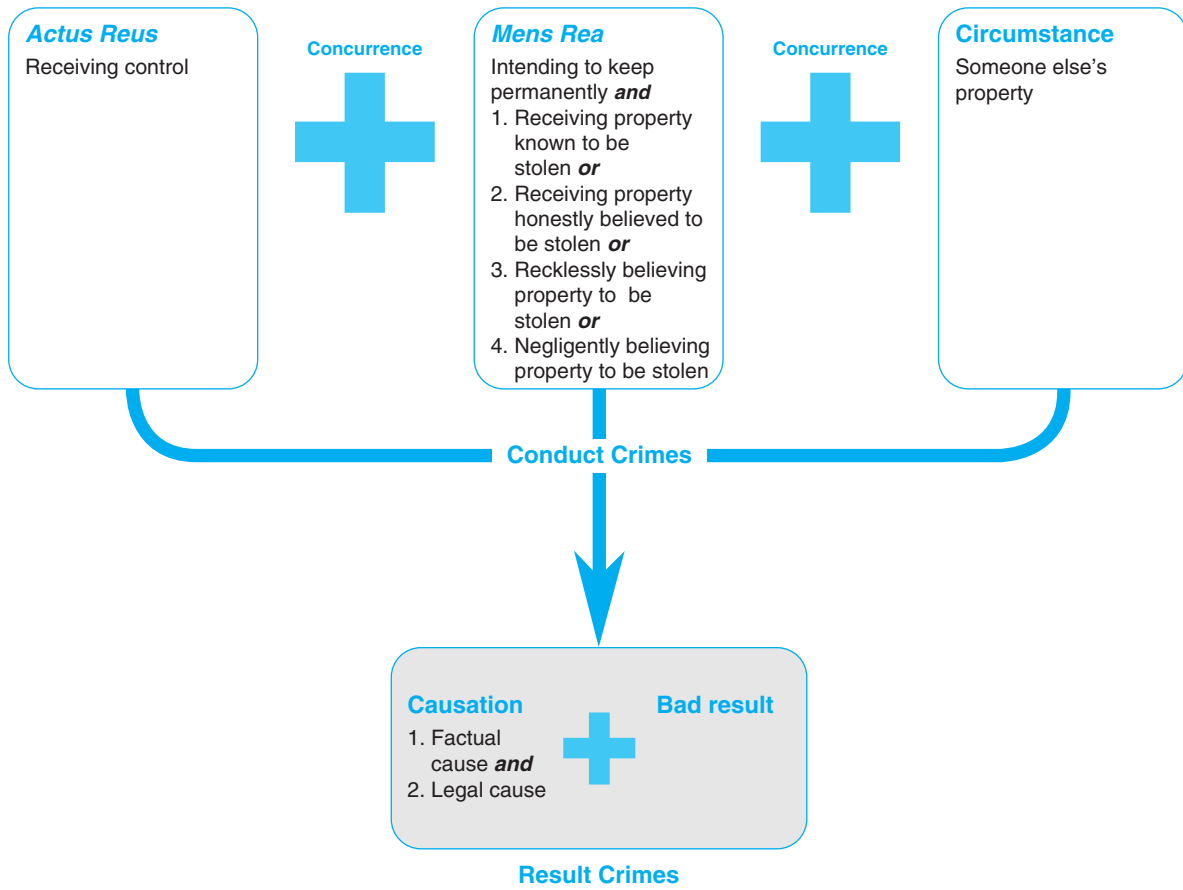 Actus Reus
Receiving control
Concurrence
Mens Rea
Intending to keep
permanently and
1. Receiving property
known to be
stolen or
2. Receiving property
honestly believed to
be stolen or
3. Recklessly believing
property to be
stolen or
4. Negligently believing
property to be stolen
Concurrence
Circumstance
Someone else's
property
Conduct Crimes
Causation
1. Factual
cause and
2. Legal cause
Bad result
Result Crimes